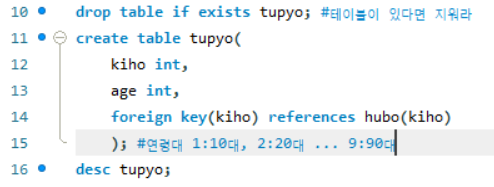 10 drop table if exists tupyo; #테이블이 있다면 지워라
11 create table tupyo(
12 kiho int,
13 age int,
14 foreign key(kiho) references hubo(kiho)
15 ); #연령대 1:10대, 2:20대 ... 9:90대
16 desc tupyo;